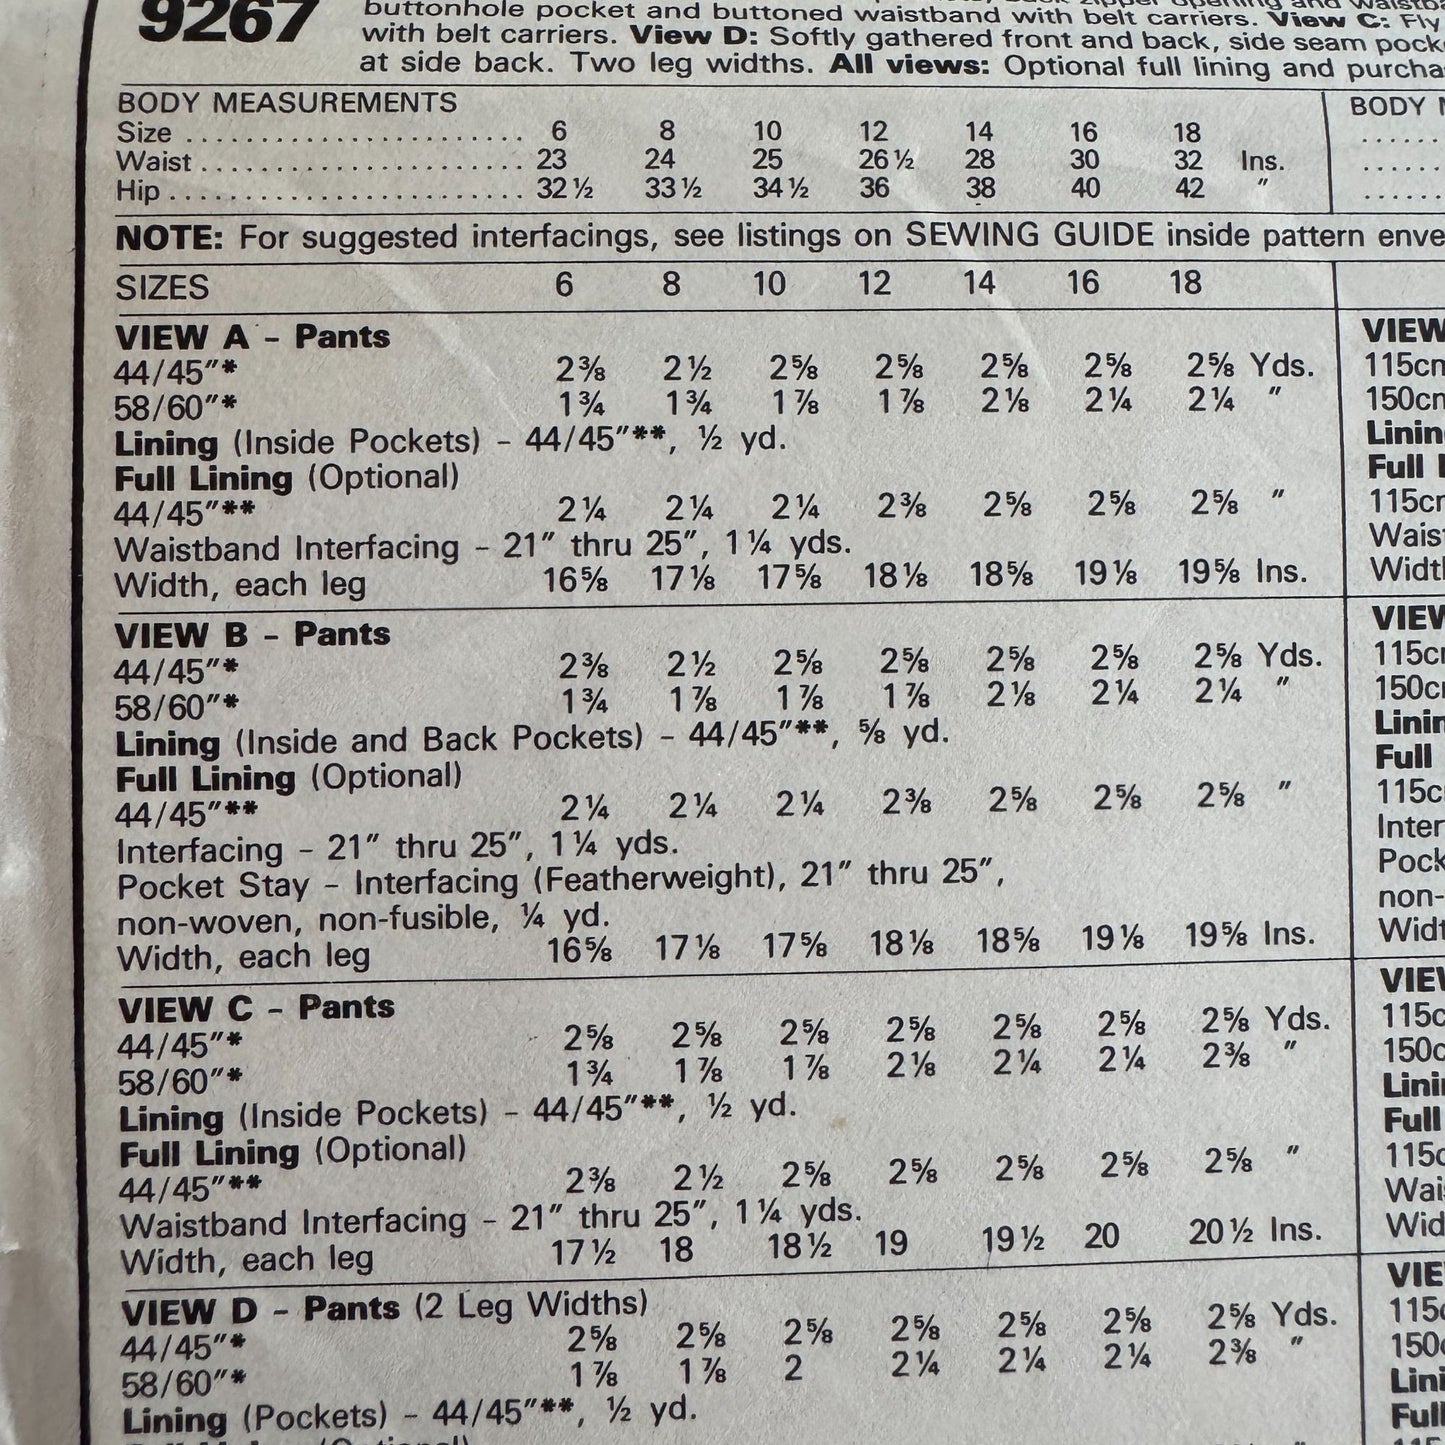 9267
buttonhole pocket and buttoned waistband with belt carriers. View C: Fly
with belt carriers. View D: Softly gathered front and back, side seam
at side back. Two leg widths. All views: Optional full lining and
BODY MEASUREMENTS
Size ........................ 6 8 10 12 14 16 18
Waist ........................ 23 24 25 26½ 28 30 32 Ins.
Hip ........................ 32½ 33½ 34½ 36 38 40 42 "
BODY
NOTE: For suggested interfacings, see listings on SEWING GUIDE inside pattern
SIZES 6 8 10 12 14 16 18
VIEW A - Pants
44/45"* 2⅜ 2½ 2⅝ 2⅝ 2⅝ 2⅝ 2⅝ Yds.
58/60"* 1¾ 1¾ 1⅞ 1⅞ 2⅛ 2¼ 2¼ "
Lining (Inside Pockets) - 44/45"**, ½ yd.
Full Lining (Optional)
44/45"** 2¼ 2¼ 2¼ 2⅜ 2⅝ 2⅝ 2⅝ "
Waistband Interfacing - 21" thru 25", 1¼ yds.
Width, each leg 16⅝ 17⅛ 17⅝ 18⅛ 18⅝ 19⅛ 19⅝ Ins.
VIEW B - Pants
44/45"* 2⅜ 2½ 2⅝ 2⅝ 2⅝ 2⅝ 2⅝ Yds.
58/60"* 1¾ 1⅞ 1⅞ 1⅞ 2⅛ 2¼ 2¼ "
Lining (Inside and Back Pockets) - 44/45"**, ⅝ yd.
Full Lining (Optional)
44/45"** 2¼ 2¼ 2¼ 2⅜ 2⅝ 2⅝ 2⅝ "
Interfacing - 21" thru 25", 1¼ yds.
Pocket Stay - Interfacing (Featherweight), 21" thru 25",
non-woven, non-fusible, ¼ yd.
Width, each leg 16⅝ 17⅛ 17⅝ 18⅛ 18⅝ 19⅛ 19⅝ Ins.
VIEW C - Pants
44/45"* 2⅝ 2⅝ 2⅝ 2⅝ 2⅝ 2⅝ 2⅝ Yds.
58/60"* 1¾ 1⅞ 1⅞ 2⅛ 2¼ 2¼ 2⅜ "
Lining (Inside Pockets) - 44/45"**, ½ yd.
Full Lining (Optional)
44/45"** 2⅜ 2½ 2⅝ 2⅝ 2⅝ 2⅝ 2⅝ "
Waistband Interfacing - 21" thru 25", 1¼ yds.
Width, each leg 17½ 18 18½ 19 19½ 20 20½ Ins.
VIEW D - Pants (2 Leg Widths)
44/45"* 2⅝ 2⅝ 2⅝ 2⅝ 2⅝ 2⅝ 2⅝ Yds.
58/60"* 1⅞ 1⅞ 2 2¼ 2¼ 2¼ 2⅜ "
Lining (Pockets) - 44/45"**, ½ yd.
VIEW
115cm
150cm
Full
115cm
VIEW
150cm
Full
non-
VIEW
Full
VIEW
Full